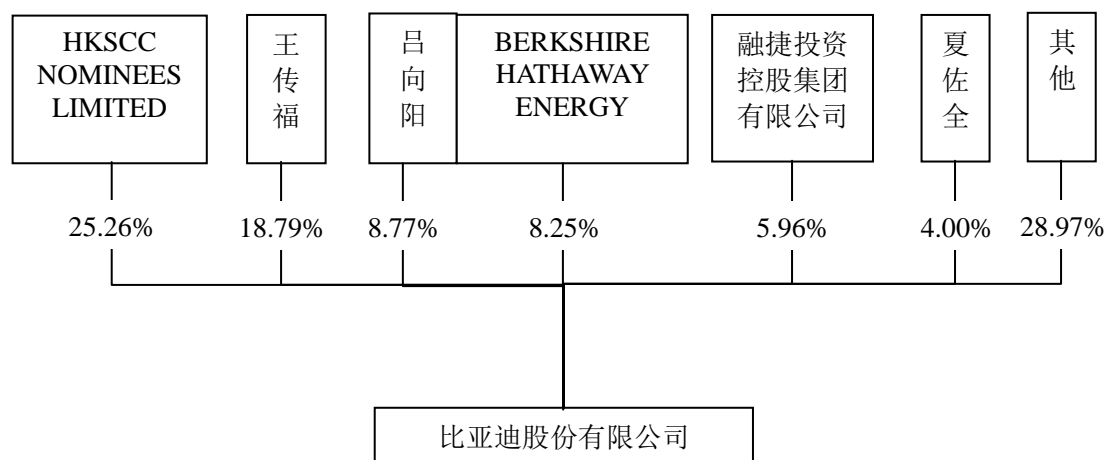 HKSCC
NOMINEES
LIMITED
王
传
福
吕
向
阳
BERKSHIRE
HATHAWAY
ENERGY
融捷投资
控股集团
有限公司
夏
佐
全
其
他
25.26%
18.79%
8.77%
8.25%
5.96%
4.00%
28.97%
比亚迪股份有限公司